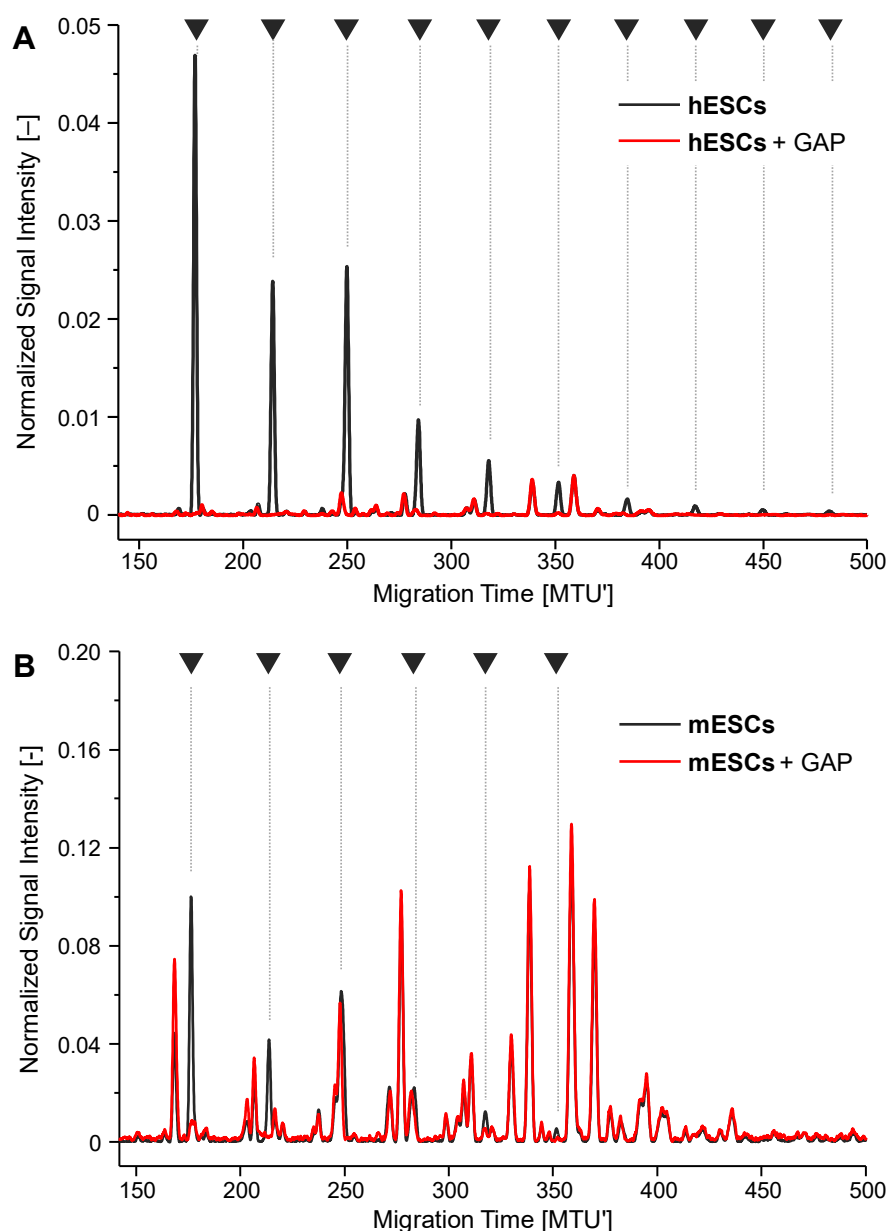 A
0.05
0.04
0.03
0.02
0.01
0
Normalized Signal Intensity [–]
hESCs
hESCs + GAP
150 200 250 300 350 400 450 500
Migration Time [MTU']
B
0.20
0.16
0.12
0.08
0.04
0
Normalized Signal Intensity [-]
mESCs
mESCs + GAP
150 200 250 300 350 400 450 500
Migration Time [MTU']